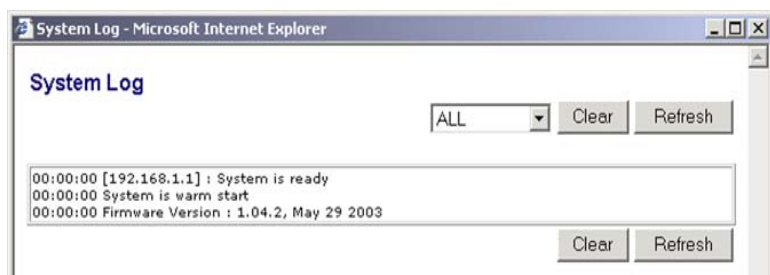 System Log - Microsoft Internet Explorer
System Log
ALL Clear Refresh
00:00:00 [192.168.1.1] : System is ready
00:00:00 System is warm start
00:00:00 Firmware Version : 1.04.2, May 29 2003
Clear Refresh